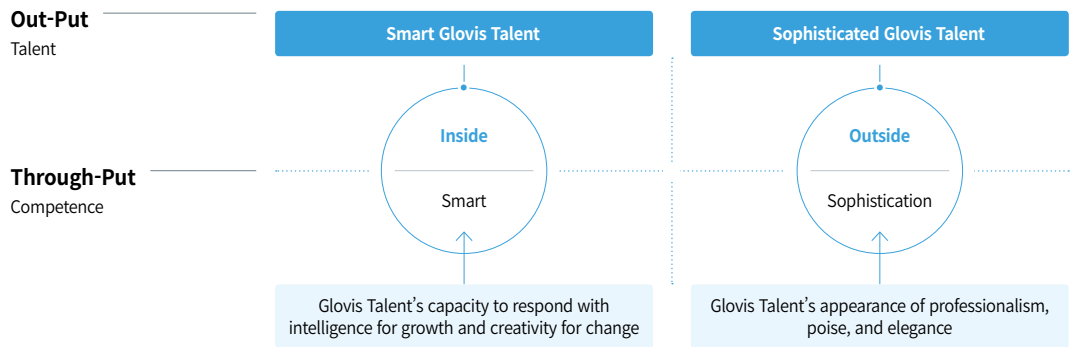 Out-Put
Talent
Smart Glovis Talent
Sophisticated Glovis Talent
Inside
Outside
Through-Put
Competence
Smart
Sophistication
Glovis Talent’s capacity to respond with
intelligence for growth and creativity for change
Glovis Talent’s appearance of professionalism,
poise, and elegance